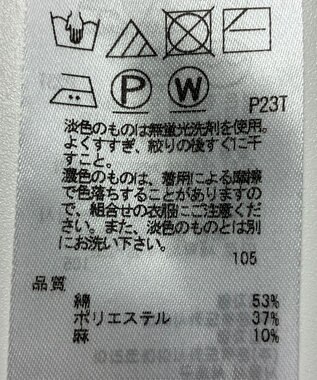 P W P23T
淡色のものは無蛍光洗剤を使用。
よくすすぎ、絞りの後すぐに干
すこと。
濃色のものは、着用による摩擦
で色落ちすることがありますの
で、組合せの衣服にご注意くだ
さい。また、淡色のものとは別
にお洗い下さい。
105
品質
綿 53%
ポリエステル 37%
麻 10%